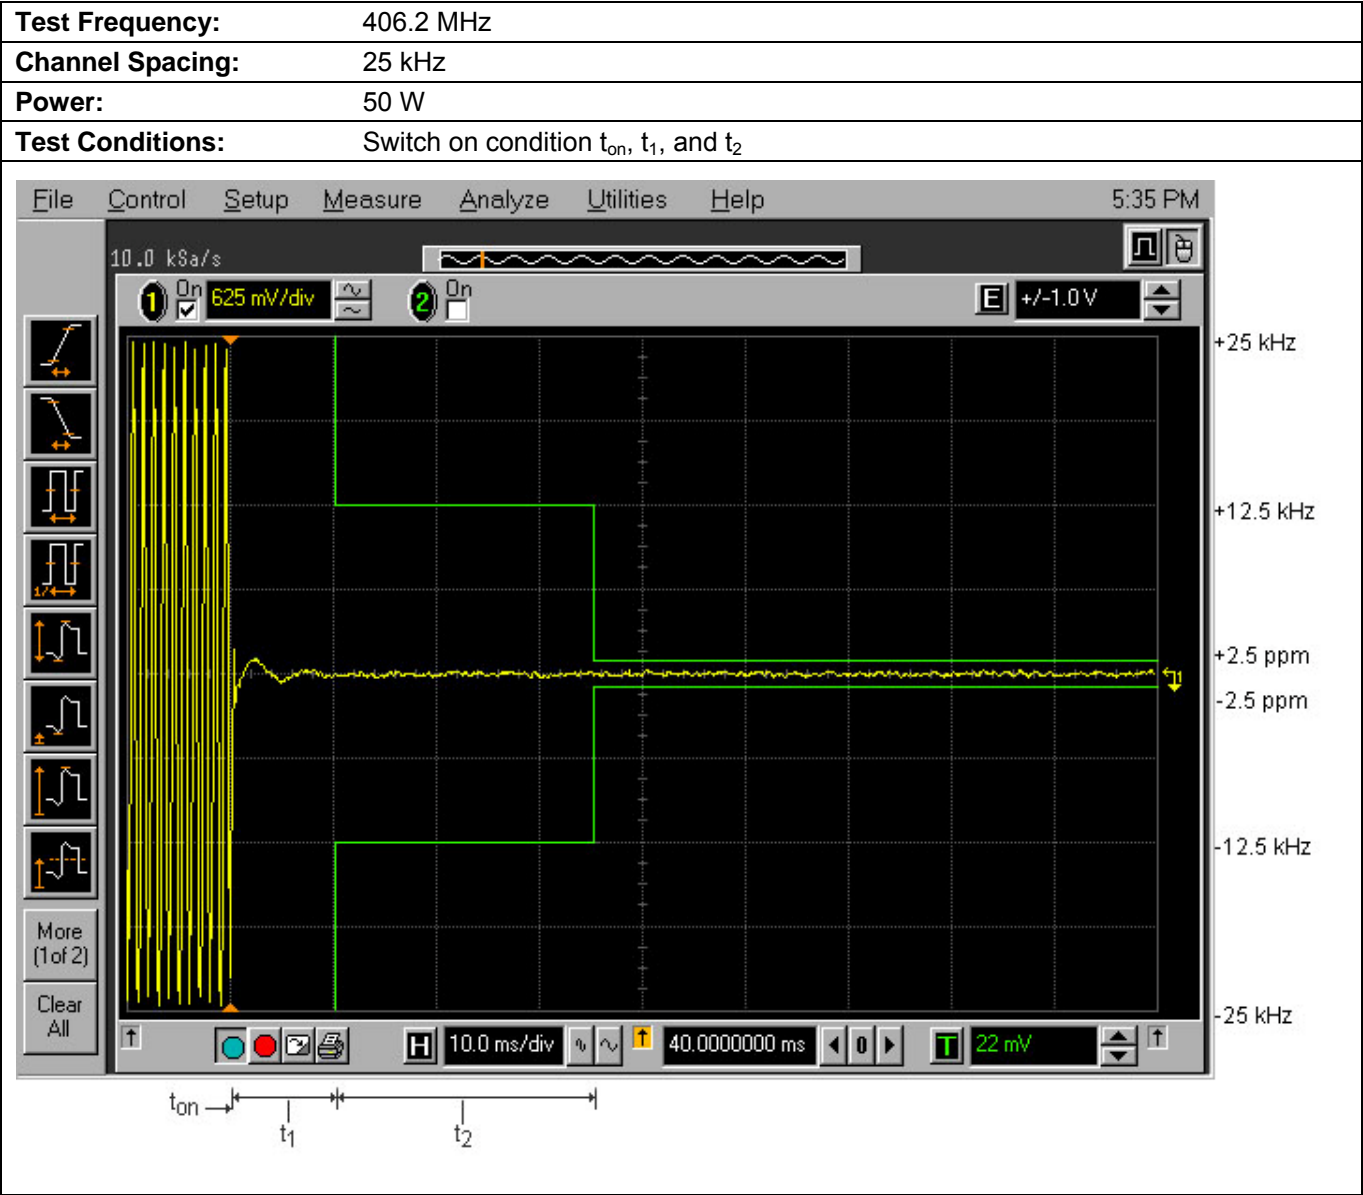 Test Frequency: 406.2 MHz
Channel Spacing: 25 kHz
Power: 50 W
Test Conditions: Switch on condition ton, t1, and t2
File Control Setup Measure Analyze Utilities Help 5:35 PM
10.0 kSa/s
1 On 625 mV/div 2 On E +/-1.0 V
+25 kHz
+12.5 kHz
1/
+2.5 ppm
1
-2.5 ppm
-12.5 kHz
More
(1of 2)
Clear
All
-25 kHz
H 10.0 ms/div 40.0000000 ms 0 T 22 mV
ton
t1
t2